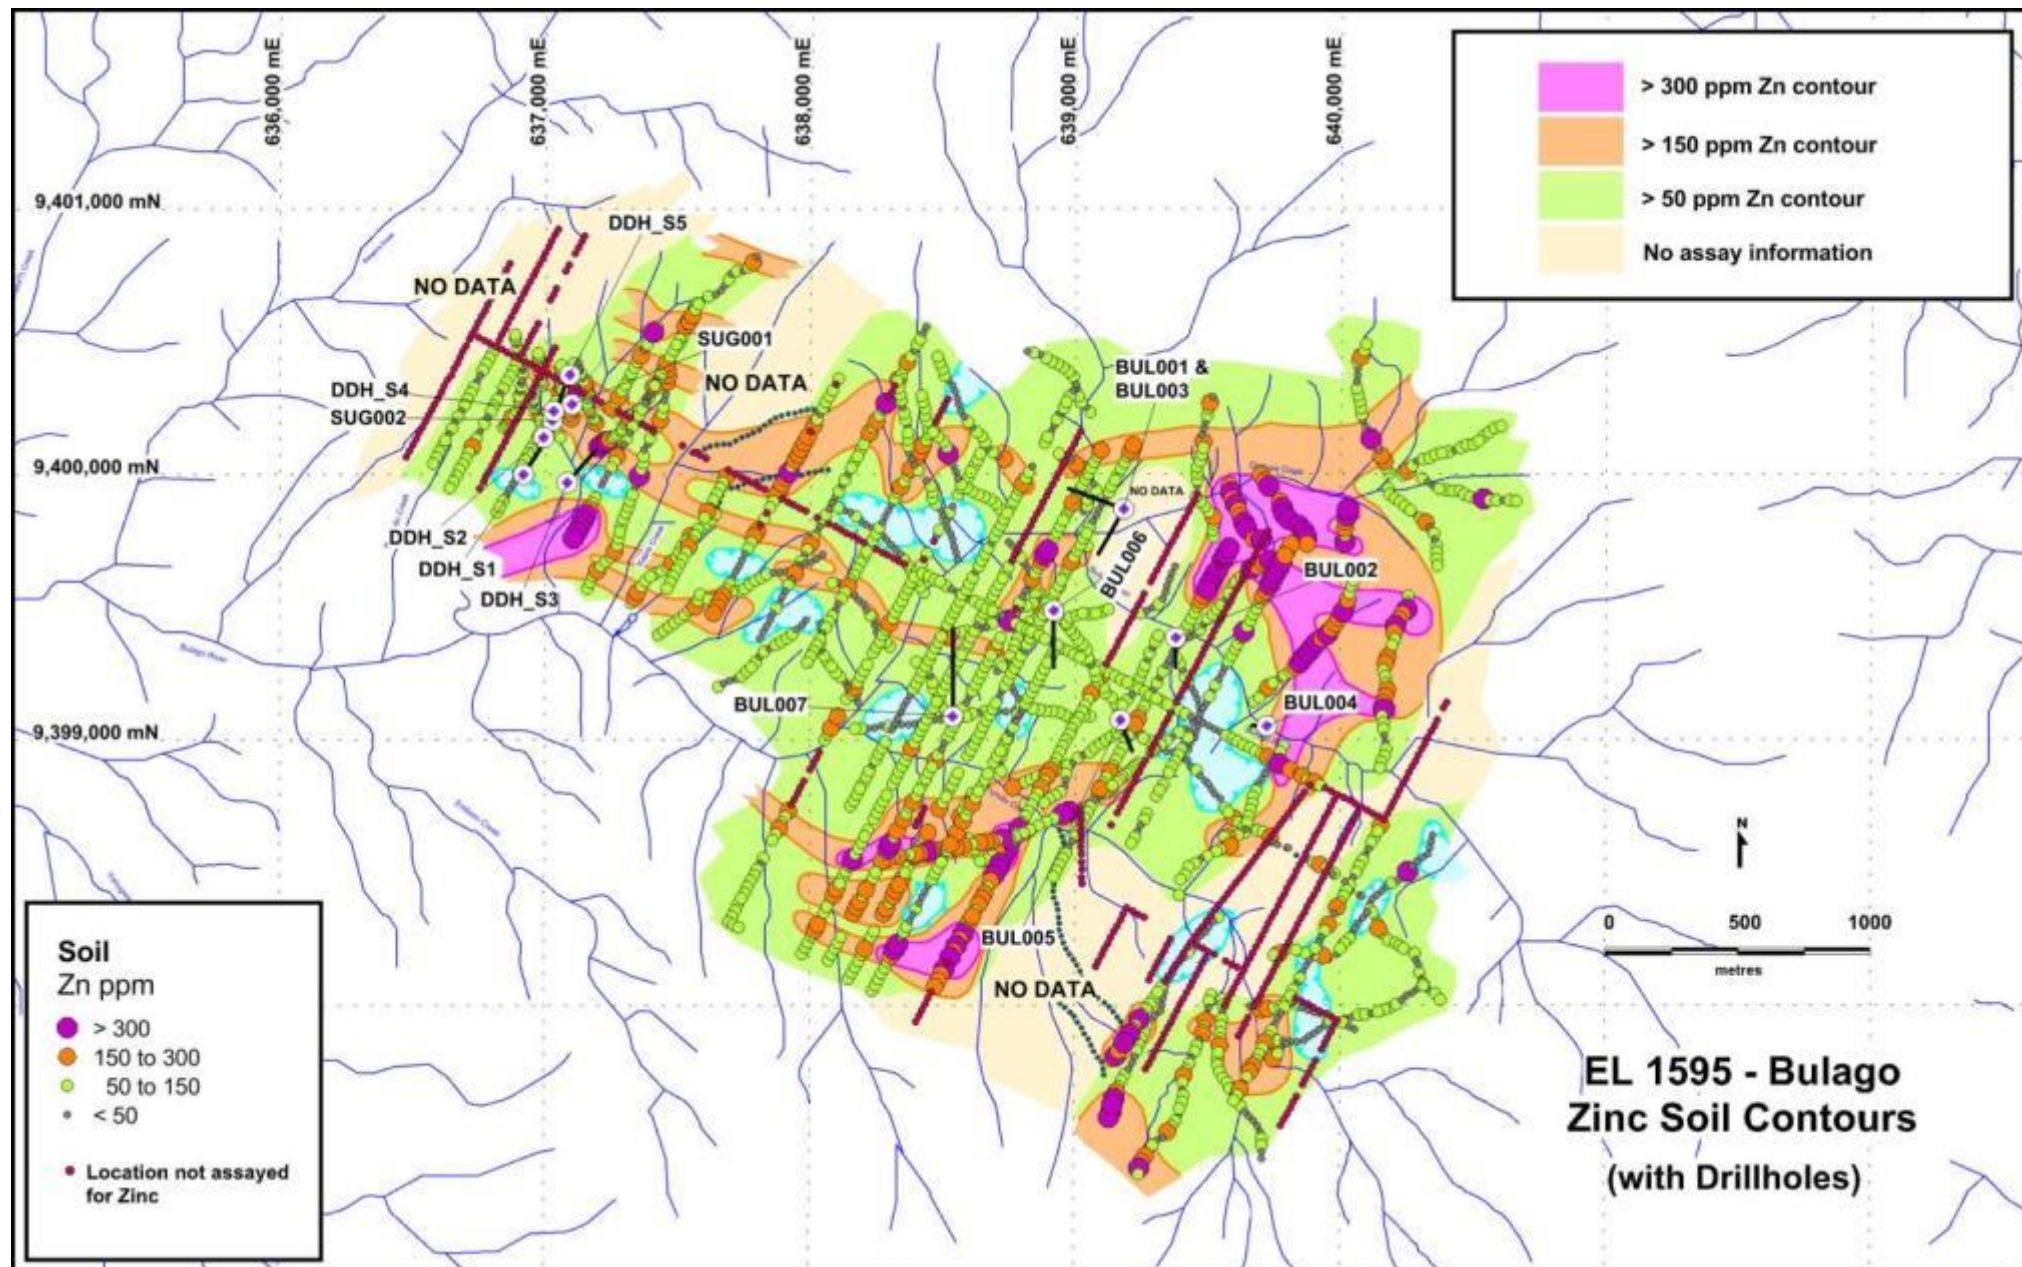 636,000 mE
637,000 mE
638,000 mE
639,000 mE
640,000 mE
> 300 ppm Zn contour
> 150 ppm Zn contour
> 50 ppm Zn contour
No assay information
9,401,000 mN
DDH_S5
NO DATA
SUG001
NO DATA
BUL001 &
BUL003
DDH_S4
SUG002
9,400,000 mN
NO DATA
DDH_S2
DDH_S1
DDH_S3
BUL006
BUL002
Bulago River
BUL007
BUL004
9,399,000 mN
N
0 500 1000
metres
BUL005
NO DATA
Soil
Zn ppm
> 300
150 to 300
50 to 150
< 50
Location not assayed
for Zinc
EL 1595 - Bulago
Zinc Soil Contours
(with Drillholes)